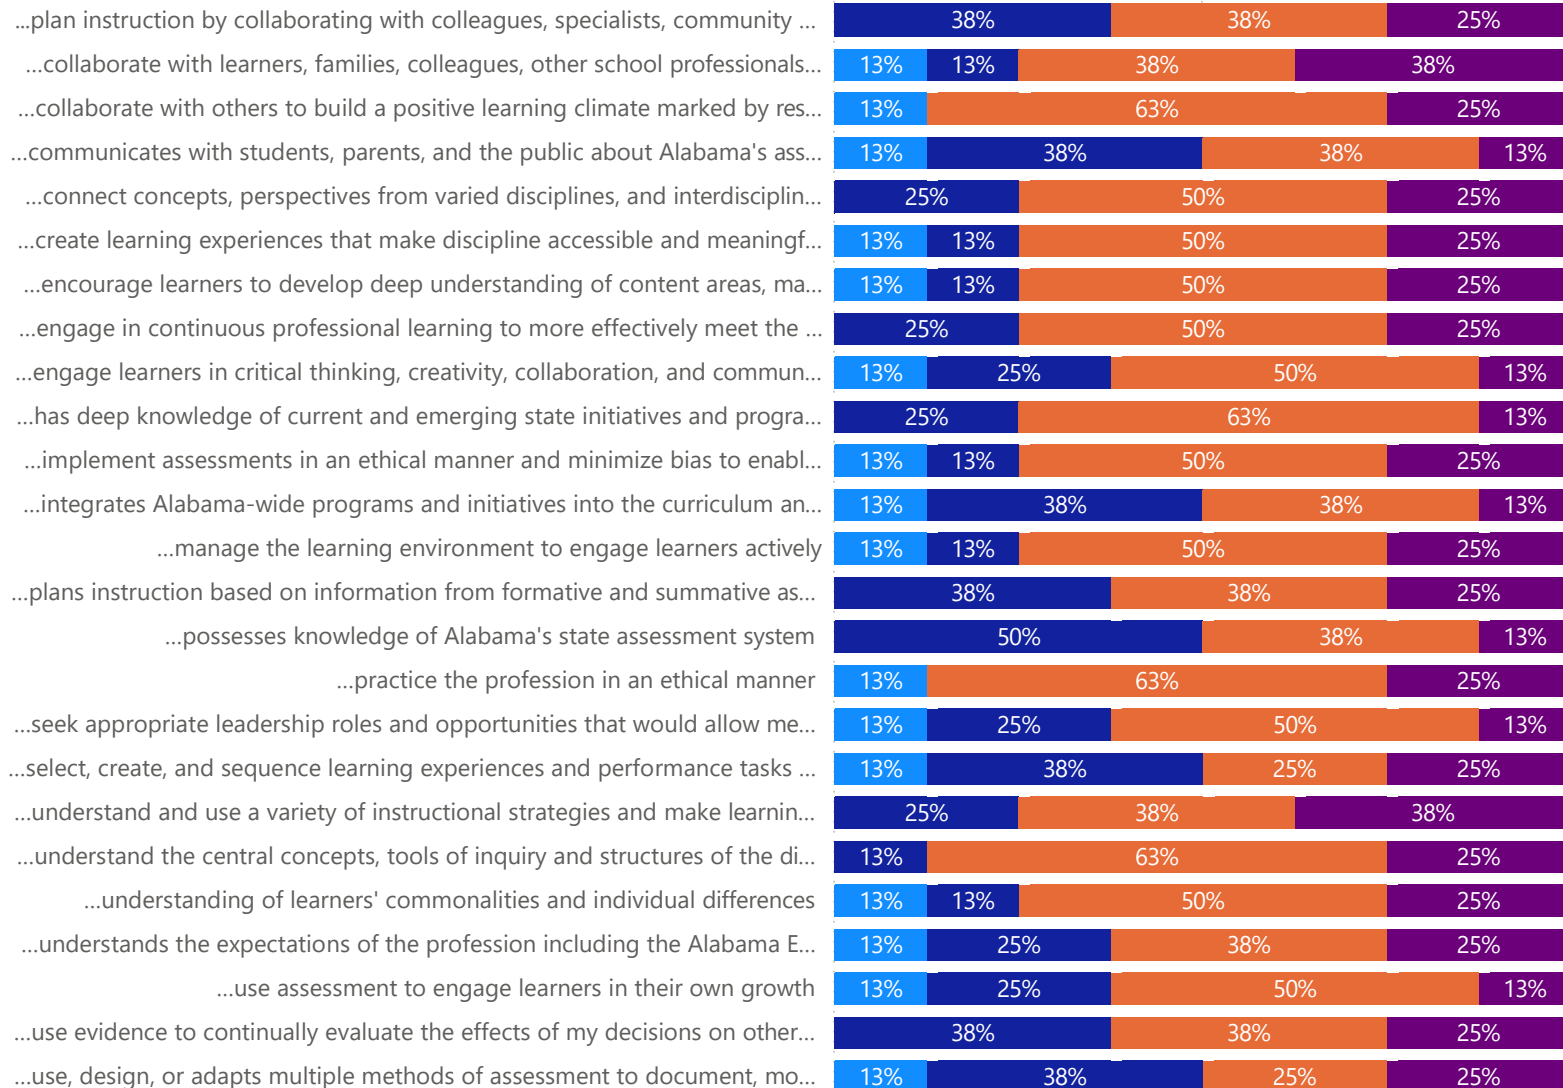 ...plan instruction by collaborating with colleagues, specialists, community ... 38% 38% 25%
...collaborate with learners, families, colleagues, other school professionals... 13% 13% 38% 38%
...collaborate with others to build a positive learning climate marked by res... 13% 63% 25%
...communicates with students, parents, and the public about Alabama's ass... 13% 38% 38% 13%
...connect concepts, perspectives from varied disciplines, and interdisciplin... 25% 50% 25%
...create learning experiences that make discipline accessible and meaningf... 13% 13% 50% 25%
...encourage learners to develop deep understanding of content areas, ma... 13% 13% 50% 25%
...engage in continuous professional learning to more effectively meet the ... 25% 50% 25%
...engage learners in critical thinking, creativity, collaboration, and commun... 13% 25% 50% 13%
...has deep knowledge of current and emerging state initiatives and progra... 25% 63% 13%
...implement assessments in an ethical manner and minimize bias to enabl... 13% 13% 50% 25%
...integrates Alabama-wide programs and initiatives into the curriculum an... 13% 38% 38% 13%
...manage the learning environment to engage learners actively 13% 13% 50% 25%
...plans instruction based on information from formative and summative as... 38% 38% 25%
...possesses knowledge of Alabama's state assessment system 50% 38% 13%
...practice the profession in an ethical manner 13% 63% 25%
...seek appropriate leadership roles and opportunities that would allow me... 13% 25% 50% 13%
...select, create, and sequence learning experiences and performance tasks ... 13% 38% 25% 25%
...understand and use a variety of instructional strategies and make learnin... 25% 38% 38%
...understand the central concepts, tools of inquiry and structures of the di... 13% 63% 25%
...understanding of learners' commonalities and individual differences 13% 13% 50% 25%
...understands the expectations of the profession including the Alabama E... 13% 25% 38% 25%
...use assessment to engage learners in their own growth 13% 25% 50% 13%
...use evidence to continually evaluate the effects of my decisions on other... 38% 38% 25%
...use, design, or adapts multiple methods of assessment to document, mo... 13% 38% 25% 25%